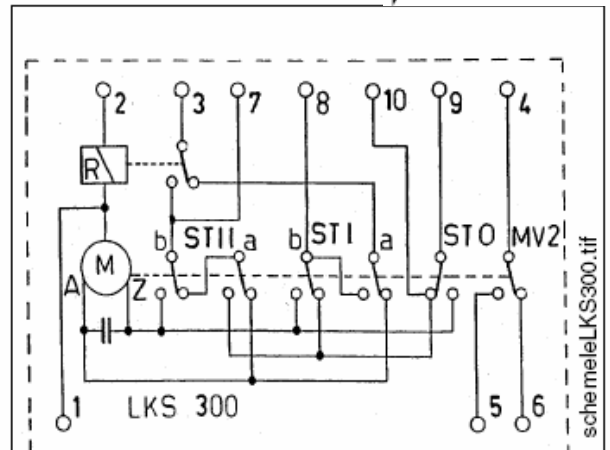 2 3 7 8 10 9 4
R
b STII a b STI a STO MV2
M
A Z
1 LKS 300 5 6
schemeleLKS300.tif